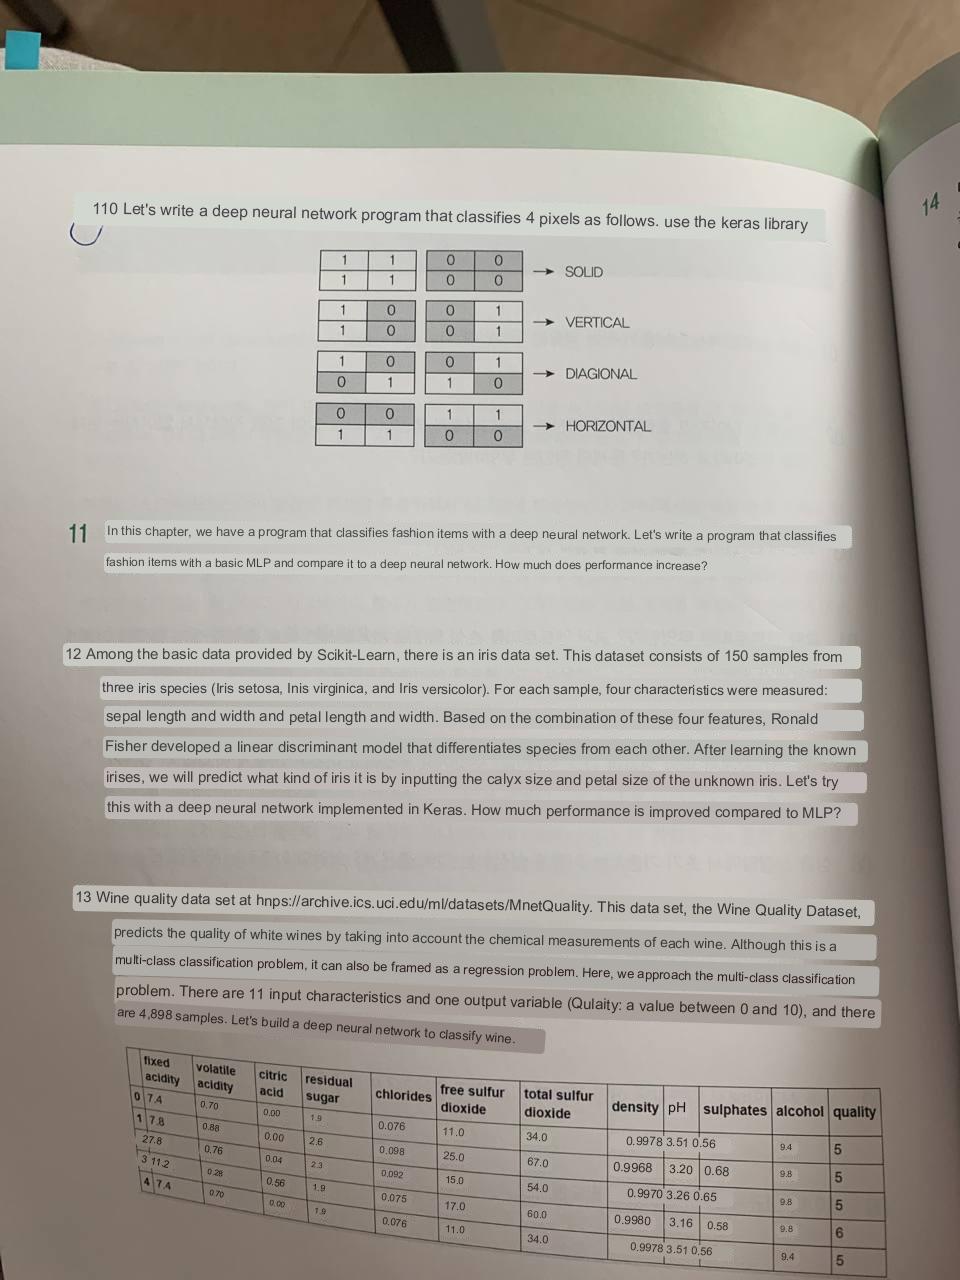 14
110 Let's write a deep neural network program that classifies 4 pixels as follows. use the keras library
1 1 0 0
1 1 0 0 → SOLID
1 0 0 1
1 0 0 1 → VERTICAL
1 0 0 1
0 1 1 0 → DIAGIONAL
0 0 1 1
1 1 0 0 → HORIZONTAL
11 In this chapter, we have a program that classifies fashion items with a deep neural network. Let's write a program that classifies
fashion items with a basic MLP and compare it to a deep neural network. How much does performance increase?
12 Among the basic data provided by Scikit-Learn, there is an iris data set. This dataset consists of 150 samples from
three iris species (Iris setosa, Inis virginica, and Iris versicolor). For each sample, four characteristics were measured:
sepal length and width and petal length and width. Based on the combination of these four features, Ronald
Fisher developed a linear discriminant model that differentiates species from each other. After learning the known
irises, we will predict what kind of iris it is by inputting the calyx size and petal size of the unknown iris. Let's try
this with a deep neural network implemented in Keras. How much performance is improved compared to MLP?
13 Wine quality data set at hnps://archive.ics.uci.edu/ml/datasets/MnetQuality. This data set, the Wine Quality Dataset,
predicts the quality of white wines by taking into account the chemical measurements of each wine. Although this is a
multi-class classification problem, it can also be framed as a regression problem. Here, we approach the multi-class classification
problem. There are 11 input characteristics and one output variable (Qulaity: a value between 0 and 10), and there
are 4,898 samples. Let's build a deep neural network to classify wine.
fixed acidity volatile acidity citric acid residual sugar chlorides free sulfur dioxide total sulfur dioxide density pH sulphates alcohol quality
0 7.4 0.70 0.00 1.9 0.076 11.0 34.0 0.9978 3.51 0.56 9.4 5
1 7.8 0.88 0.00 2.6 0.098 25.0 67.0 0.9968 3.20 0.68 9.8 5
27.8 0.76 0.04 2.3 0.092 15.0 54.0 0.9970 3.26 0.65 9.8 5
3 11.2 0.28 0.56 1.9 0.075 17.0 60.0 0.9980 3.16 0.58 9.8 6
4 7.4 0.70 0.00 1.9 0.076 11.0 34.0 0.9978 3.51 0.56 9.4 5